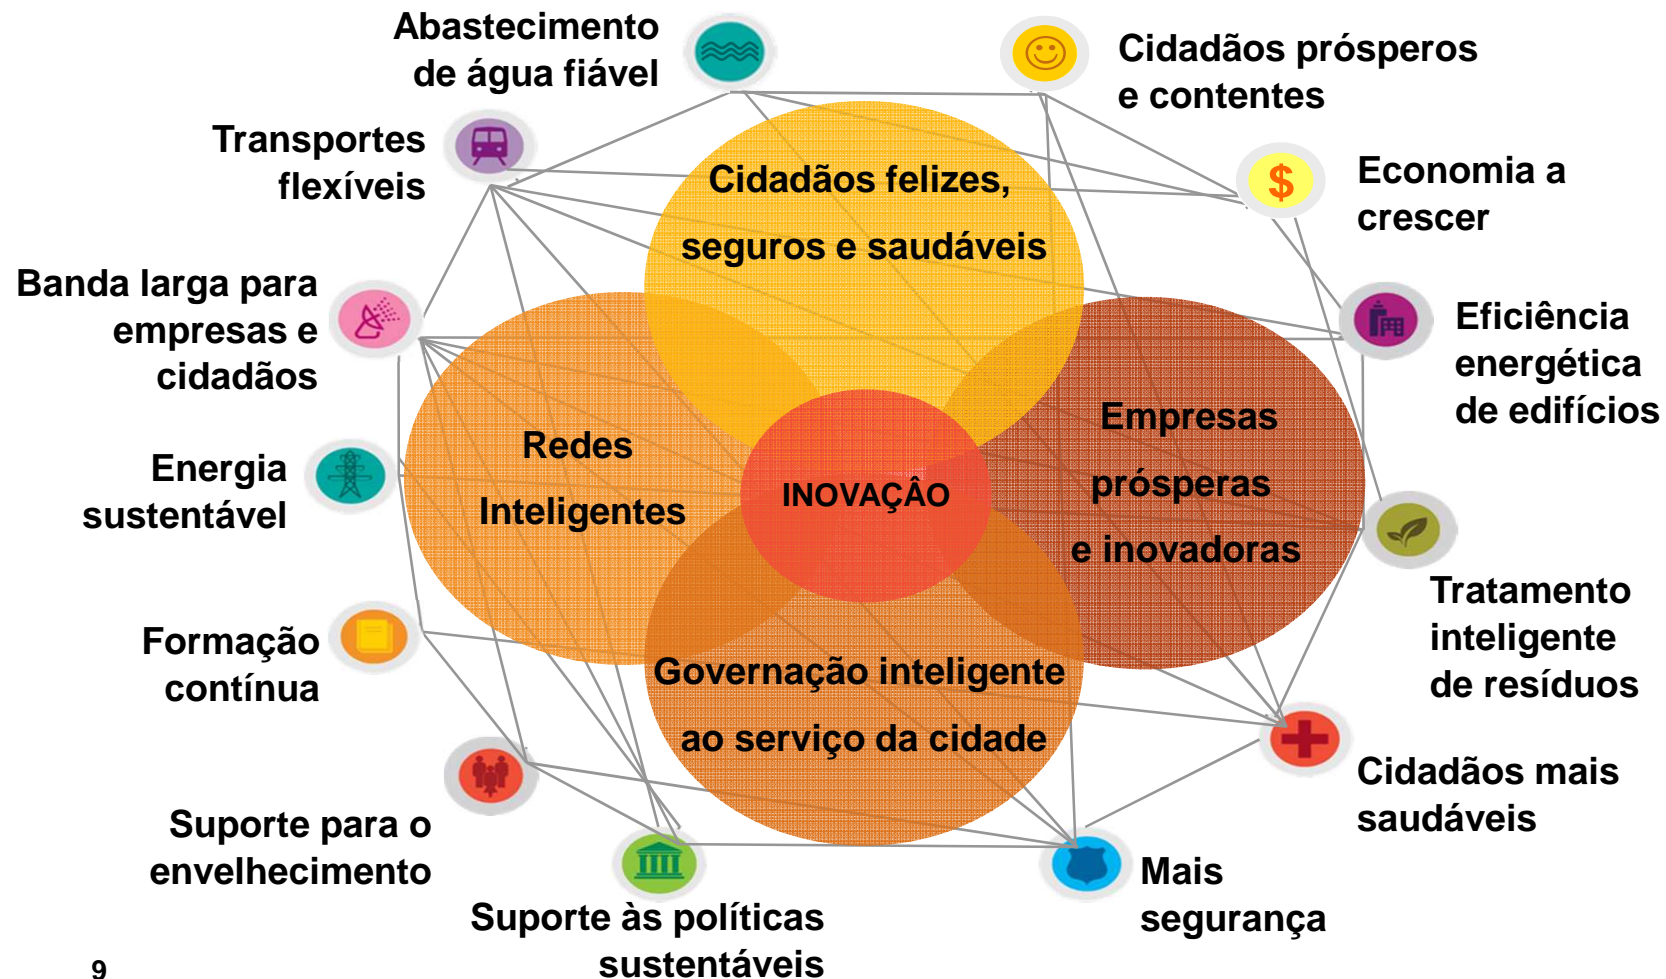 Abastecimento
de água fiável
Cidadãos prósperos
e contentes
Transportes
flexíveis
Cidadãos felizes,
seguros e saudáveis
$
Economia a
crescer
Banda larga para
empresas e
cidadãos
Eficiência
energética
de edifícios
Redes
Inteligentes
INOVAÇÂO
Empresas
prósperas
e inovadoras
Energia
sustentável
Tratamento
inteligente
de resíduos
Formação
contínua
Governação inteligente
ao serviço da cidade
Cidadãos mais
saudáveis
Suporte para o
envelhecimento
Mais
segurança
Suporte às políticas
sustentáveis
9